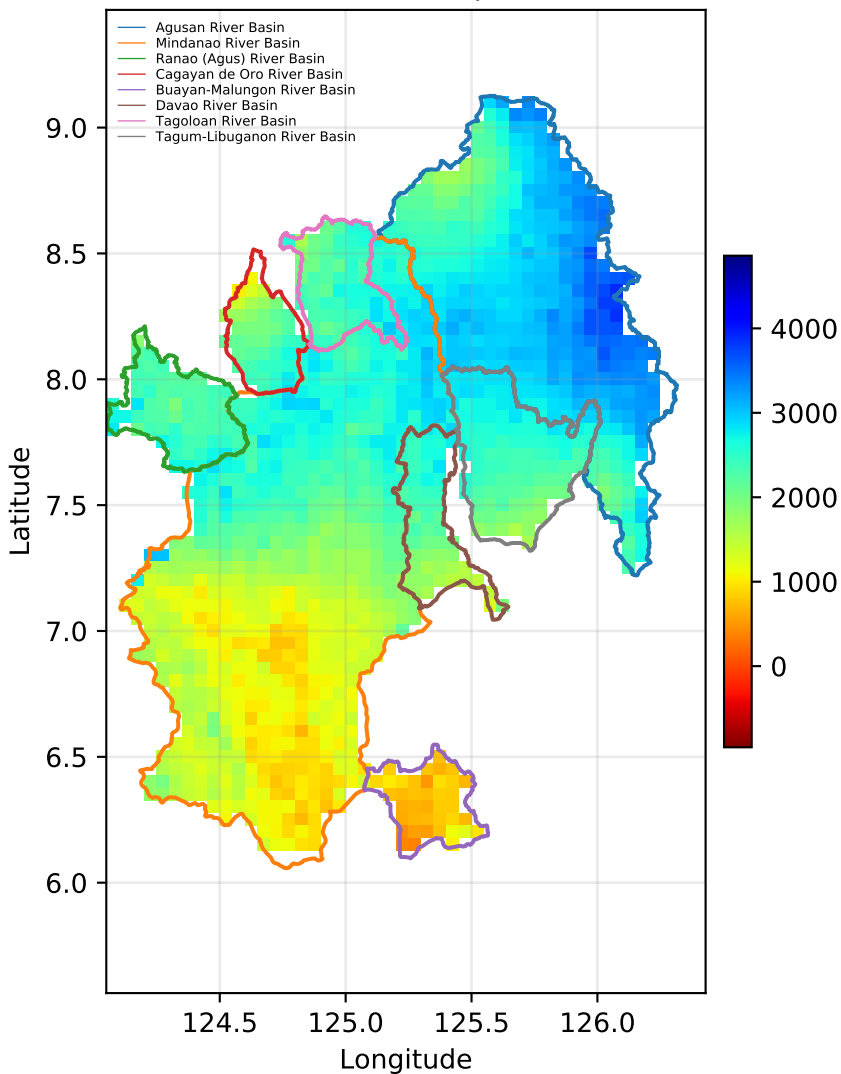 Agusan River Basin
Mindanao River Basin
Ranao (Agus) River Basin
Cagayan de Oro River Basin
Buayan-Malungon River Basin
Davao River Basin
Tagoloan River Basin
Tagum-Libuganon River Basin
9.0
8.5
8.0
7.5
7.0
6.5
6.0
Latitude
124.5 125.0 125.5 126.0
Longitude
4000
3000
2000
1000
0